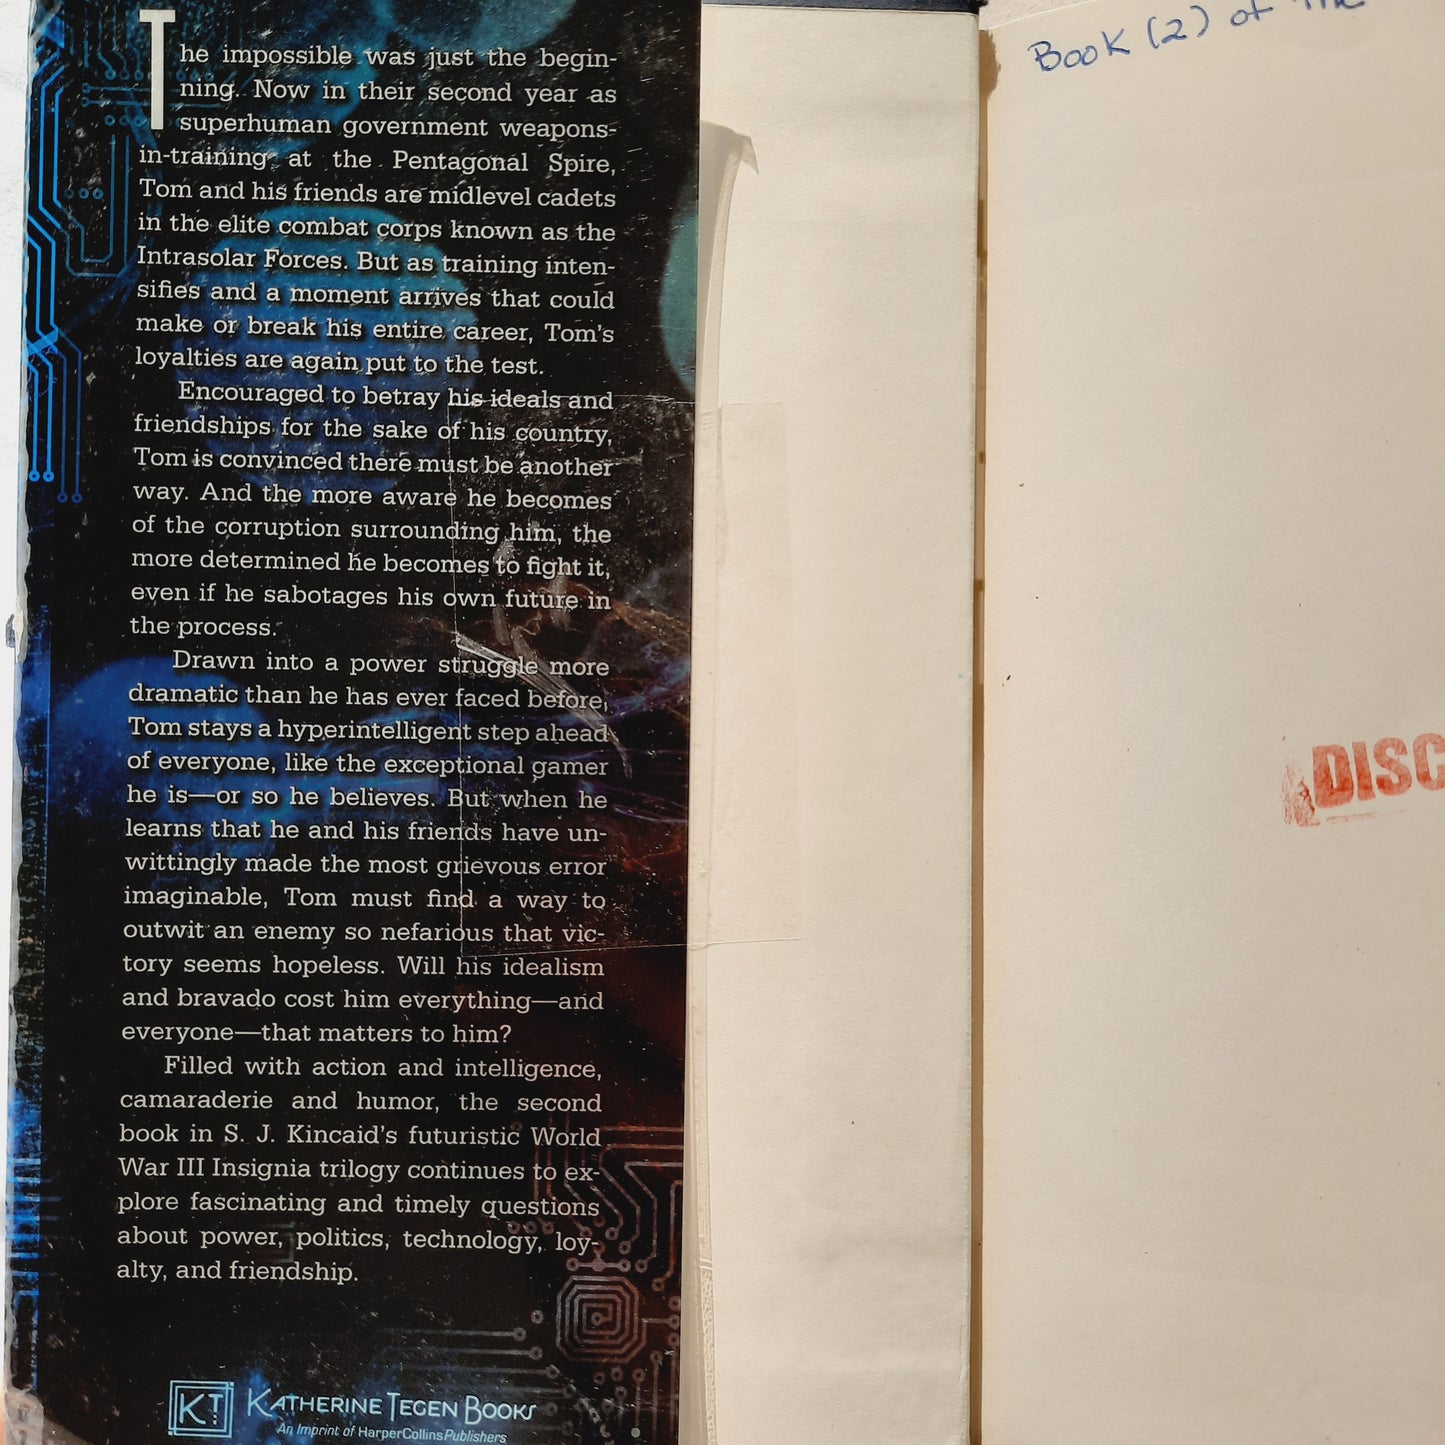 The impossible was just the begin-
ning. Now in their second year as
superhuman government weapons-
in-training at the Pentagonal Spire,
Tom and his friends are midlevel cadets
in the elite combat corps known as the
Intrasolar Forces. But as training inten-
sifies and a moment arrives that could
make or break his entire career, Tom's
loyalties are again put to the test.
Encouraged to betray his ideals and
friendships for the sake of his country,
Tom is convinced there must be another
way. And the more aware he becomes
of the corruption surrounding him, the
more determined he becomes to fight it,
even if he sabotages his own future in
the process.
Drawn into a power struggle more
dramatic than he has ever faced before,
Tom stays a hyperintelligent step ahead
of everyone, like the exceptional gamer
he is—or so he believes. But when he
learns that he and his friends have un-
wittingly made the most grievous error
imaginable, Tom must find a way to
outwit an enemy so nefarious that vic-
tory seems hopeless. Will his idealism
and bravado cost him everything—and
everyone—that matters to him?
Filled with action and intelligence,
camaraderie and humor, the second
book in S. J. Kincaid's futuristic World
War III Insignia trilogy continues to ex-
plore fascinating and timely questions
about power, politics, technology, loy-
alty, and friendship.
KT KATHERINE TEGEN BOOKS
An Imprint of HarperCollinsPublishers
Book (2) of The
DISC